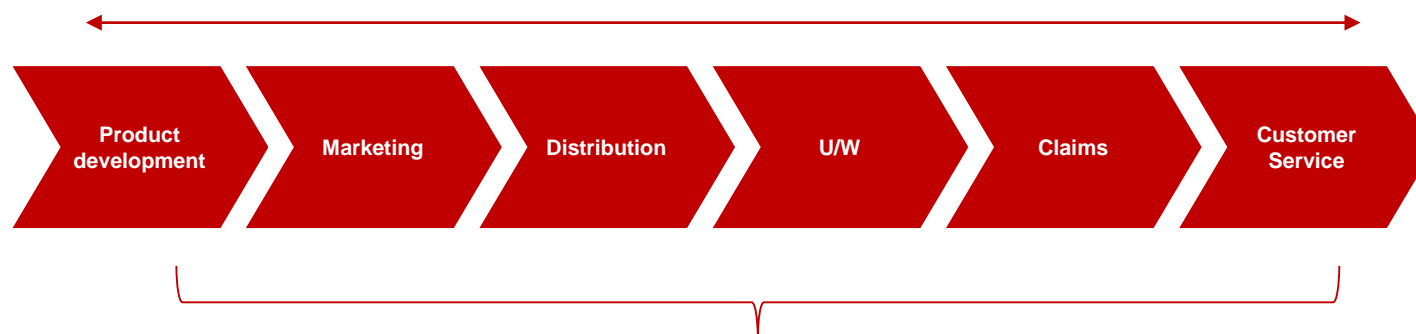 Product
development
Marketing
Distribution
U/W
Claims
Customer
Service